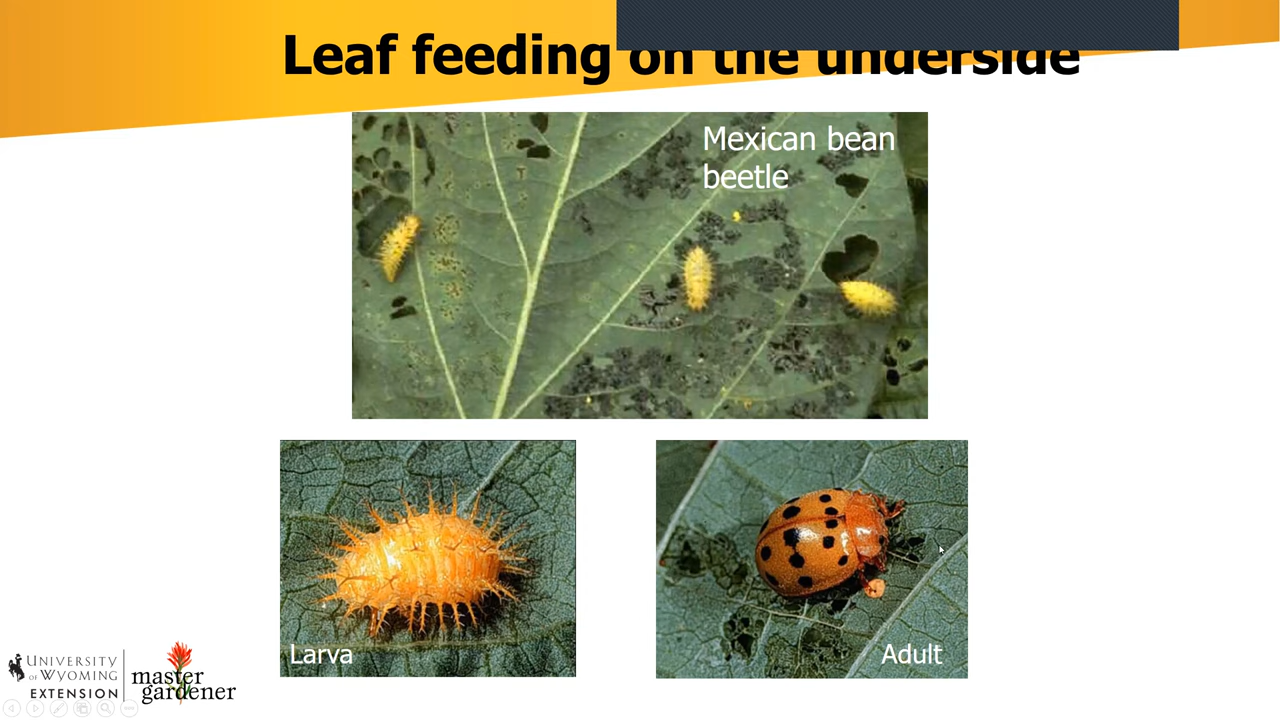 Leaf feeding on the underside
Mexican bean
beetle
Larva
Adult
UNIVERSITY
OF WYOMING
EXTENSION
master
gardener